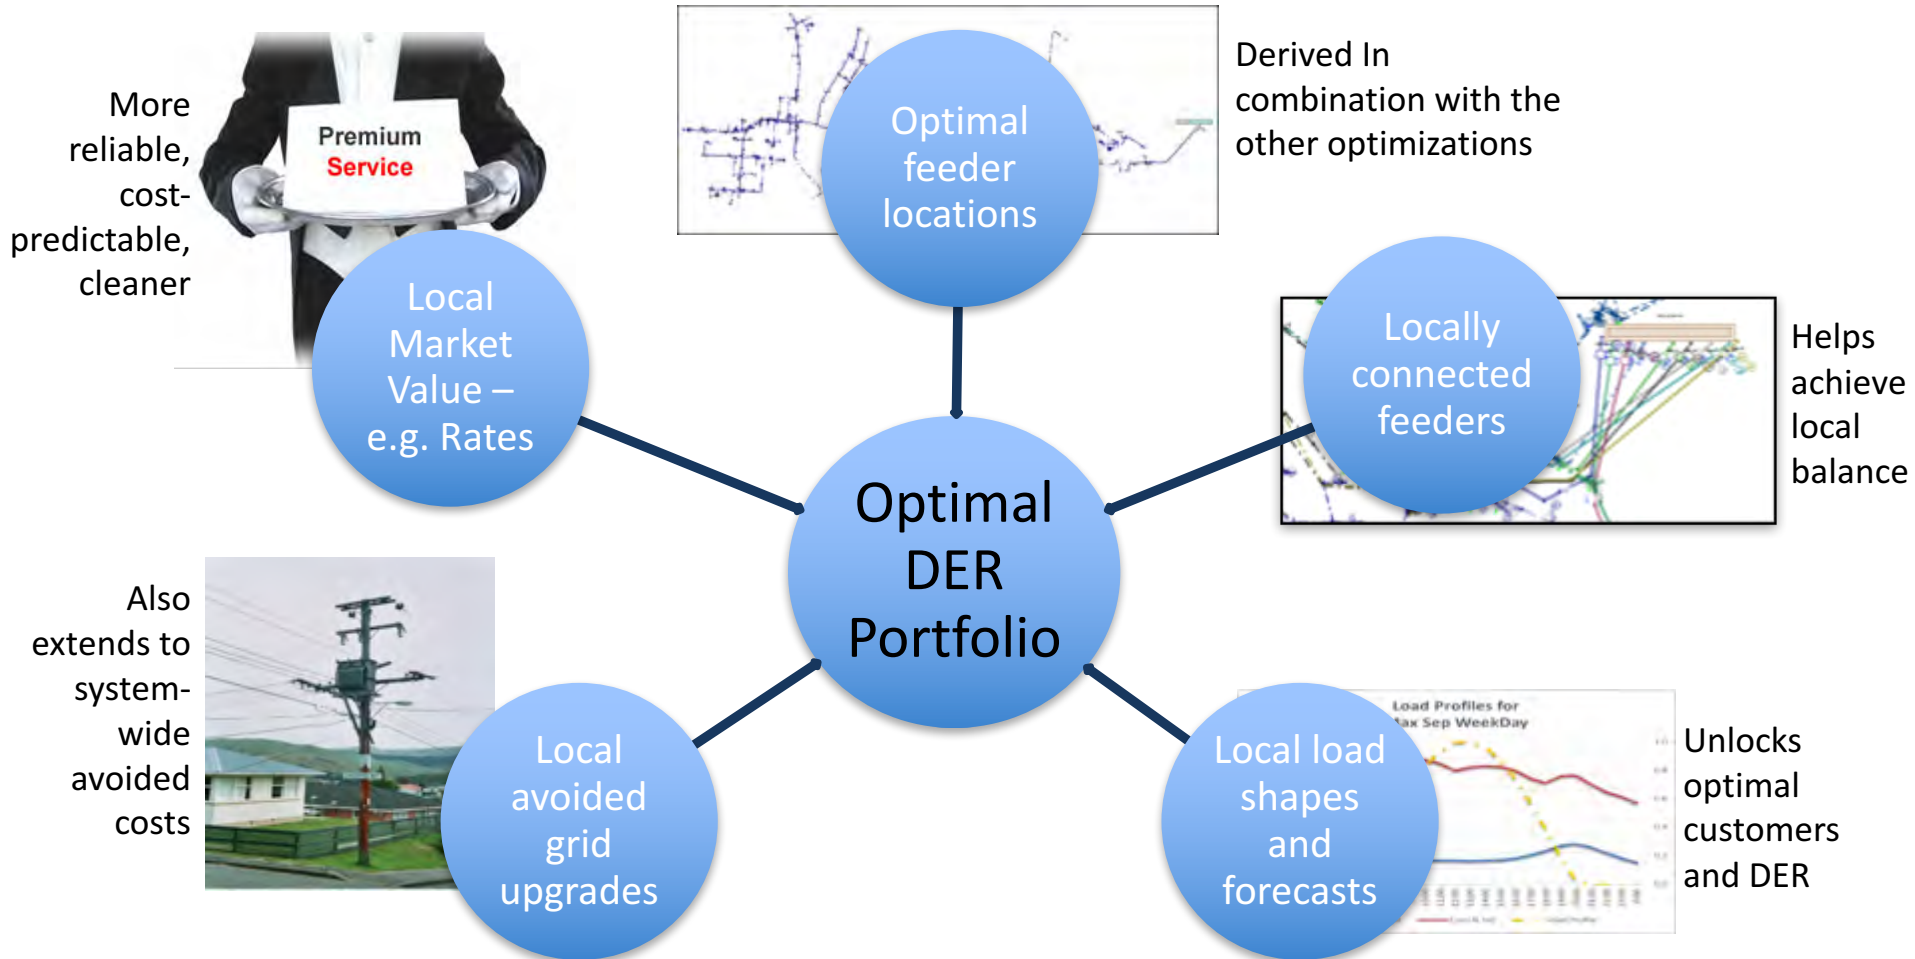 More
reliable,
cost-
predictable,
cleaner
Premium
Service
Local
Market
Value –
e.g. Rates
Optimal
feeder
locations
Derived In
combination with the
other optimizations
Locally
connected
feeders
Helps
achieve
local
balance
Optimal
DER
Portfolio
Also
extends to
system-
wide
avoided
costs
Local
avoided
grid
upgrades
Local load
shapes
and
forecasts
Load Profiles for
Sep WeekDay
Unlocks
optimal
customers
and DER